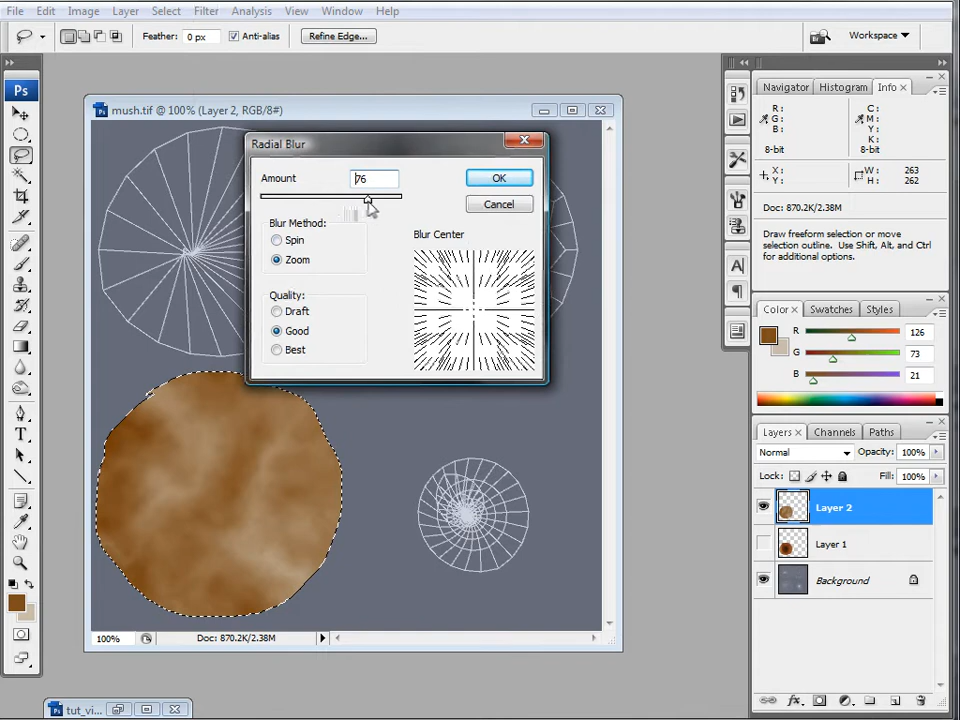 File Edit Image Layer Select Filter Analysis View Window Help
Feather: 0 px Anti-alias Refine Edge... Workspace
Ps
mush.tif @ 100% (Layer 2, RGB/8#)
Radial Blur
Amount 76
OK
Cancel
Blur Method:
Spin
Zoom
Blur Center
Quality:
Draft
Good
Best
T
100% Doc: 870.2K/2.38M
Ps tut_vi...
Navigator Histogram Info
R: C:
G: M:
B: Y:
K:
8-bit 8-bit
X: W: 263
Y: H: 262
Doc: 870.2K/2.38M
Draw freeform selection or move
selection outline. Use Shift, Alt, and Ctrl
for additional options.
A
Color Swatches Styles
R 126
G 73
B 21
Layers Channels Paths
Normal Opacity: 100%
Lock: Fill: 100%
Layer 2
Layer 1
Background
fx